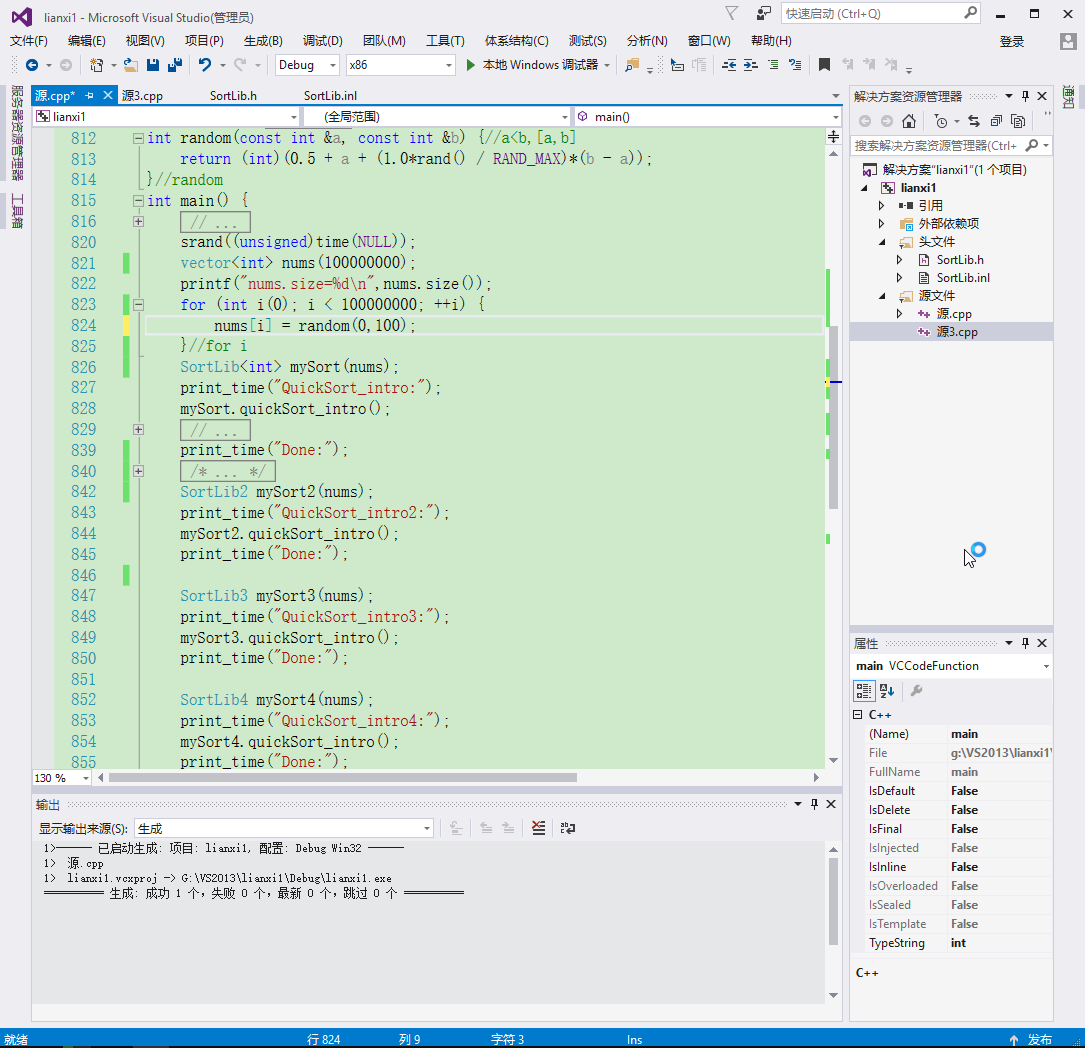 lianxi1 - Microsoft Visual Studio(管理员)
快速启动 (Ctrl+Q)
文件(F) 编辑(E) 视图(V) 项目(P) 生成(B) 调试(D) 团队(M) 工具(T) 体系结构(C) 测试(S) 分析(N) 窗口(W) 帮助(H) 登录
Debug x86 本地 Windows 调试器
服务器资源管理器
工具箱
源.cpp* 源3.cpp SortLib.h SortLib.inl
lianxi1 (全局范围) main()
812 int random(const int &a, const int &b) {//a<b,[a,b]
813 return (int)(0.5 + a + (1.0*rand() / RAND_MAX)*(b - a));
814 }//random
815 int main() {
816 // ...
820 srand((unsigned)time(NULL));
821 vector<int> nums(100000000);
822 printf("nums.size=%d\n",nums.size());
823 for (int i(0); i < 100000000; ++i) {
824 nums[i] = random(0,100);
825 }//for i
826 SortLib<int> mySort(nums);
827 print_time("QuickSort_intro:");
828 mySort.quickSort_intro();
829 // ...
839 print_time("Done:");
840 /* ... */
842 SortLib2 mySort2(nums);
843 print_time("QuickSort_intro2:");
844 mySort2.quickSort_intro();
845 print_time("Done:");
846
847 SortLib3 mySort3(nums);
848 print_time("QuickSort_intro3:");
849 mySort3.quickSort_intro();
850 print_time("Done:");
851
852 SortLib4 mySort4(nums);
853 print_time("QuickSort_intro4:");
854 mySort4.quickSort_intro();
855 print_time("Done:");
130 %
输出
显示输出来源(S): 生成
1>------ 已启动生成: 项目: lianxi1, 配置: Debug Win32 ------
1> 源.cpp
1> lianxi1.vcxproj -> G:\VS2013\lianxi1\Debug\lianxi1.exe
========== 生成: 成功 1 个，失败 0 个，最新 0 个，跳过 0 个 ==========
解决方案资源管理器
搜索解决方案资源管理器(Ctrl+
解决方案"lianxi1"(1 个项目)
lianxi1
引用
外部依赖项
头文件
SortLib.h
SortLib.inl
源文件
源.cpp
源3.cpp
通知
属性
main VCCodeFunction
C++
(Name) main
File g:\VS2013\lianxi1\
FullName main
IsDefault False
IsDelete False
IsFinal False
IsInjected False
IsInline False
IsOverloaded False
IsSealed False
IsTemplate False
TypeString int
C++
就绪 行 824 列 9 字符 3 Ins 发布